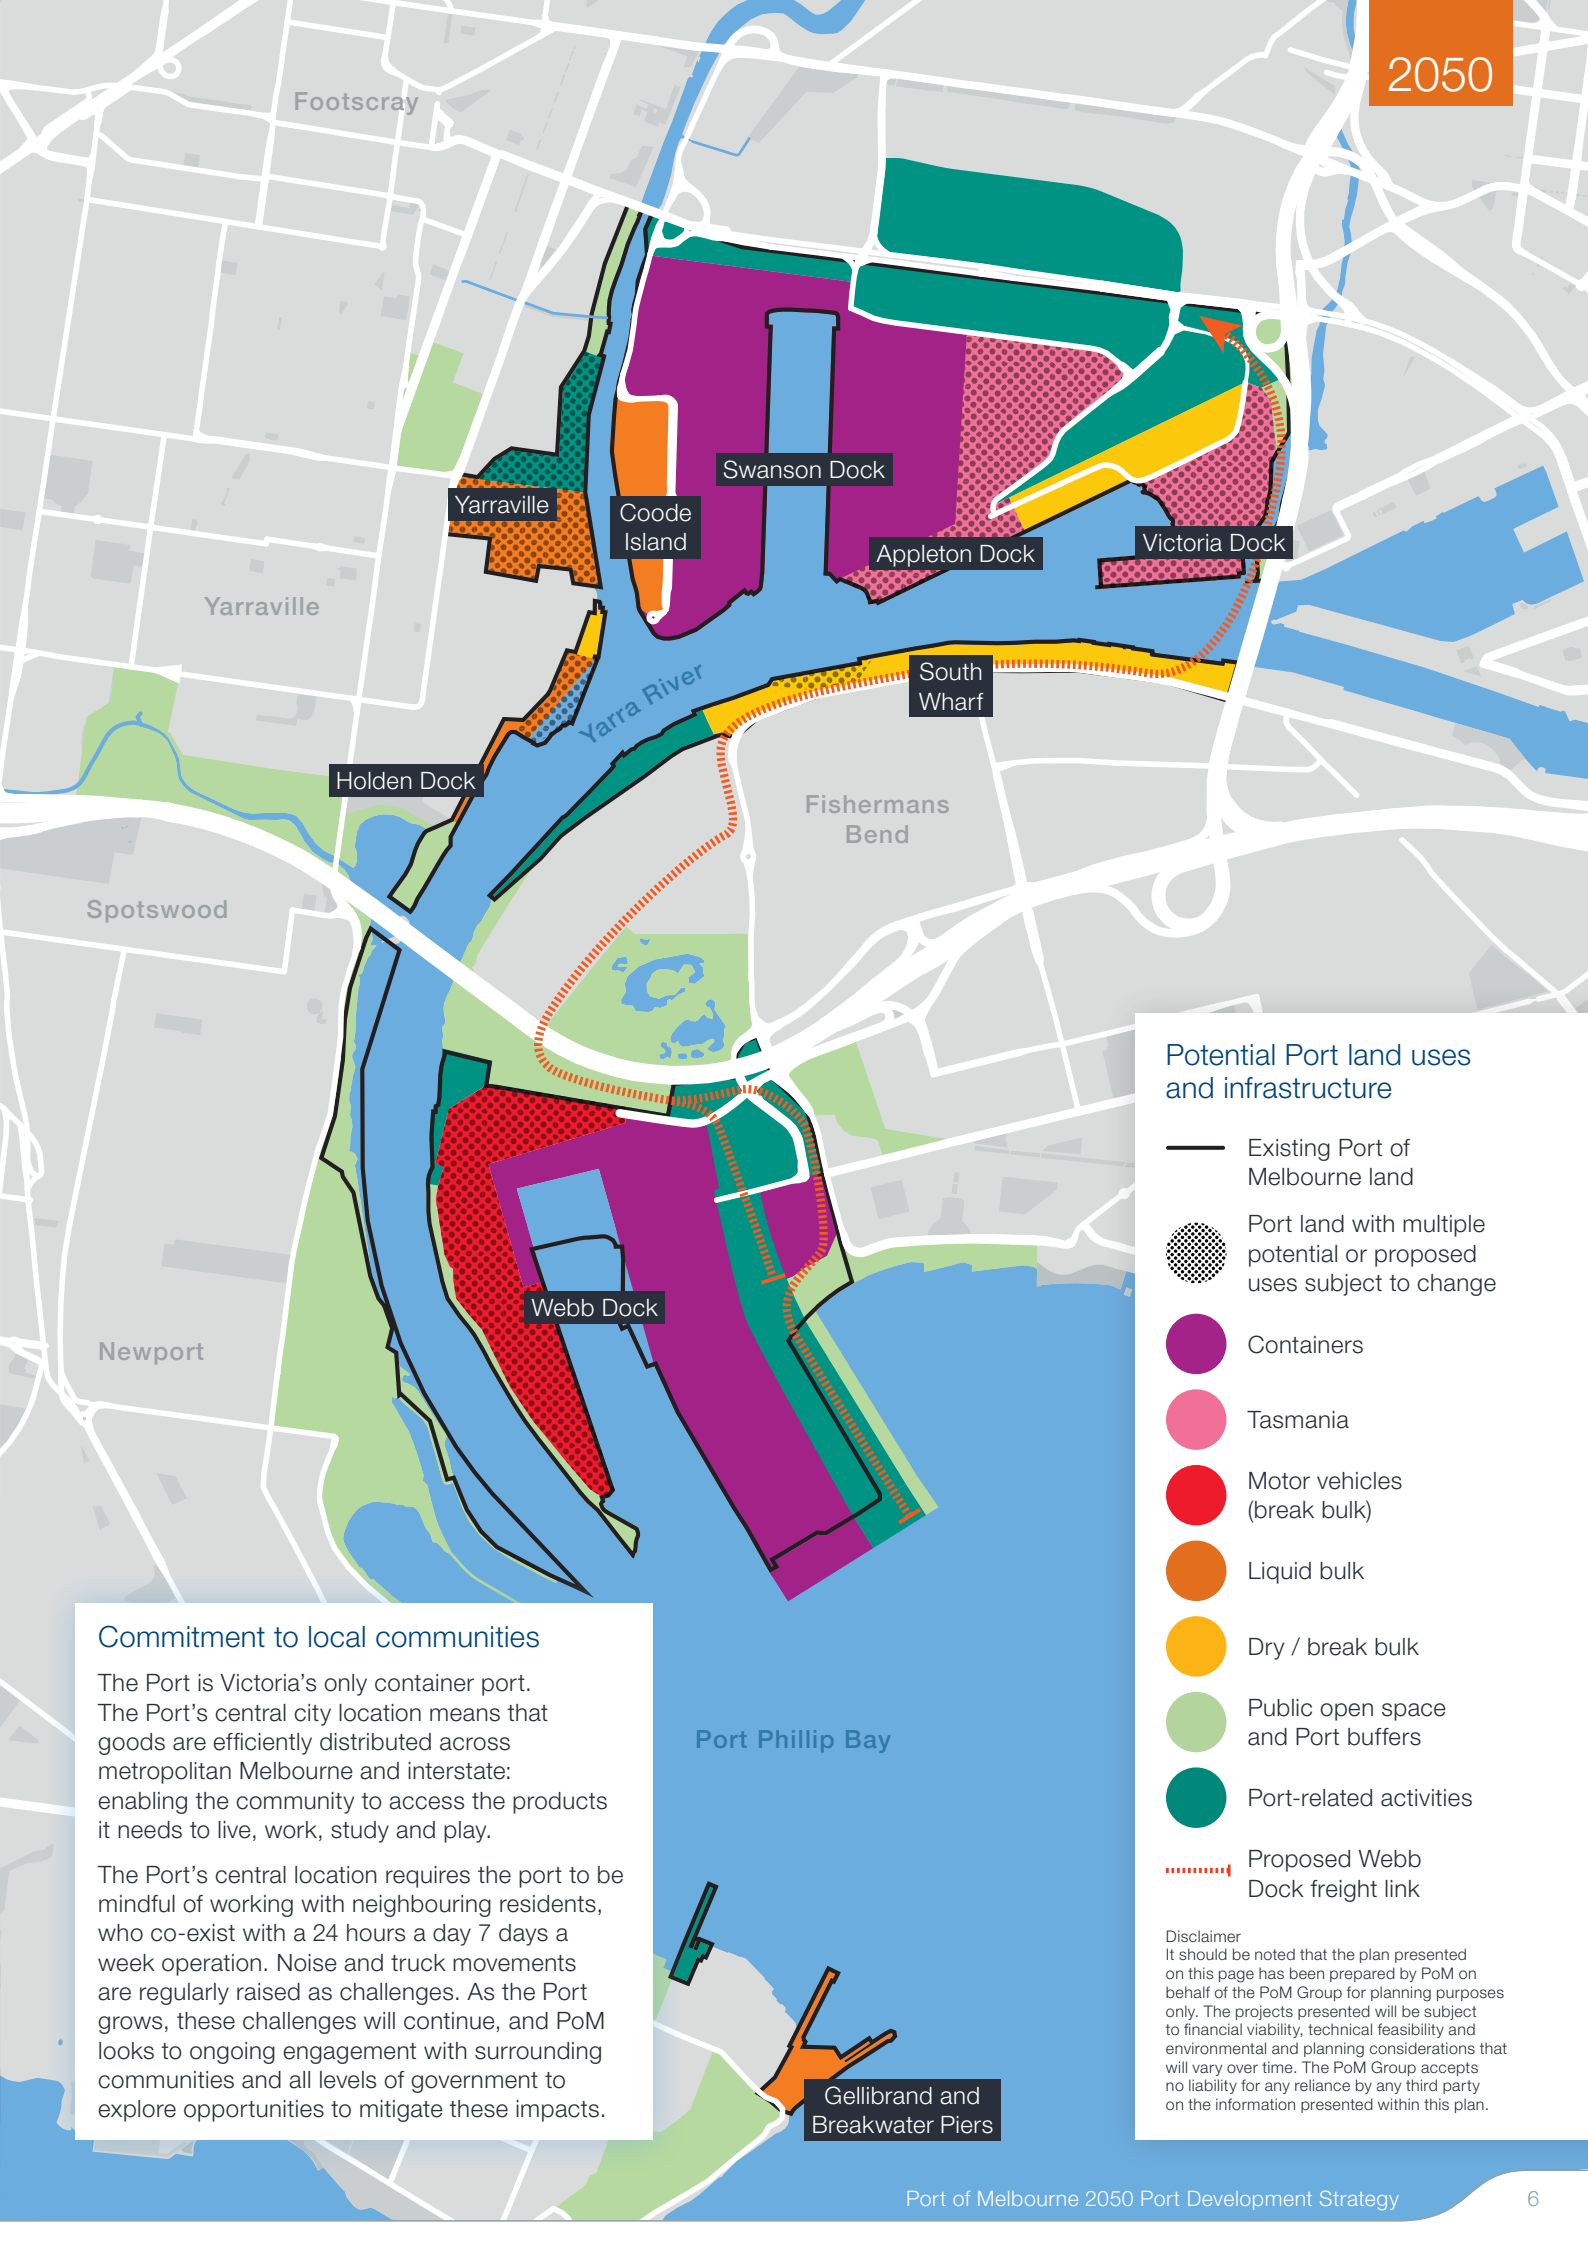 2050
Footscray
Swanson Dock
Yarraville
Coode
Island
Victoria Dock
Appleton Dock
Yarraville
Yarra River
South
Wharf
Holden Dock
Fishermans
Bend
Spotswood
Webb Dock
Newport
Port Phillip Bay
Gellibrand and
Breakwater Piers
Potential Port land uses
and infrastructure
Existing Port of
Melbourne land
Port land with multiple
potential or proposed
uses subject to change
Containers
Tasmania
Motor vehicles
(break bulk)
Liquid bulk
Dry / break bulk
Public open space
and Port buffers
Port-related activities
Proposed Webb
Dock freight link
Disclaimer
It should be noted that the plan presented
on this page has been prepared by PoM on
behalf of the PoM Group for planning purposes
only. The projects presented will be subject
to financial viability, technical feasibility and
environmental and planning considerations that
will vary over time. The PoM Group accepts
no liability for any reliance by any third party
on the information presented within this plan.
Commitment to local communities
The Port is Victoria's only container port.
The Port's central city location means that
goods are efficiently distributed across
metropolitan Melbourne and interstate:
enabling the community to access the products
it needs to live, work, study and play.
The Port's central location requires the port to be
mindful of working with neighbouring residents,
who co-exist with a 24 hours a day 7 days a
week operation. Noise and truck movements
are regularly raised as challenges. As the Port
grows, these challenges will continue, and PoM
looks to ongoing engagement with surrounding
communities and all levels of government to
explore opportunities to mitigate these impacts.
Port of Melbourne 2050 Port Development Strategy
6